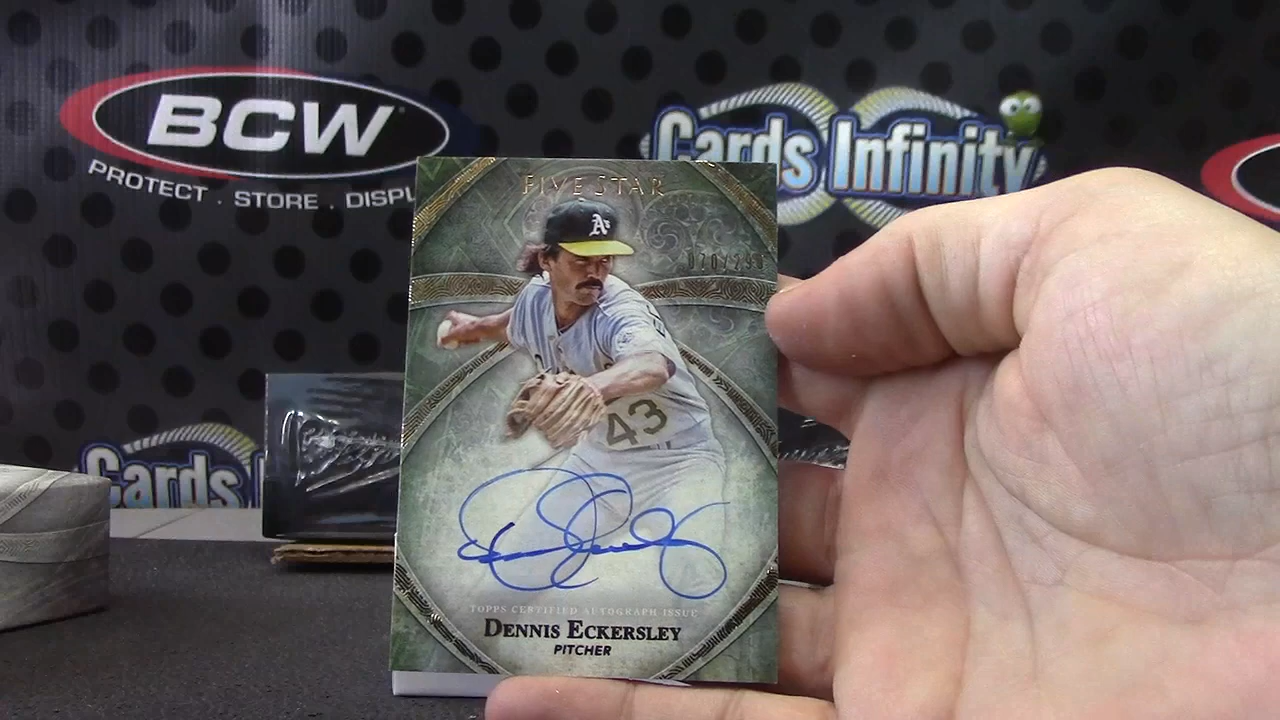 BCW
PROTECT . STORE . DISPL
Cards Infinity
FIVE STAR
A's
43
TOPPS CERTIFIED AUTOGRAPH ISSUE
DENNIS ECKERSLEY
PITCHER
Cards I